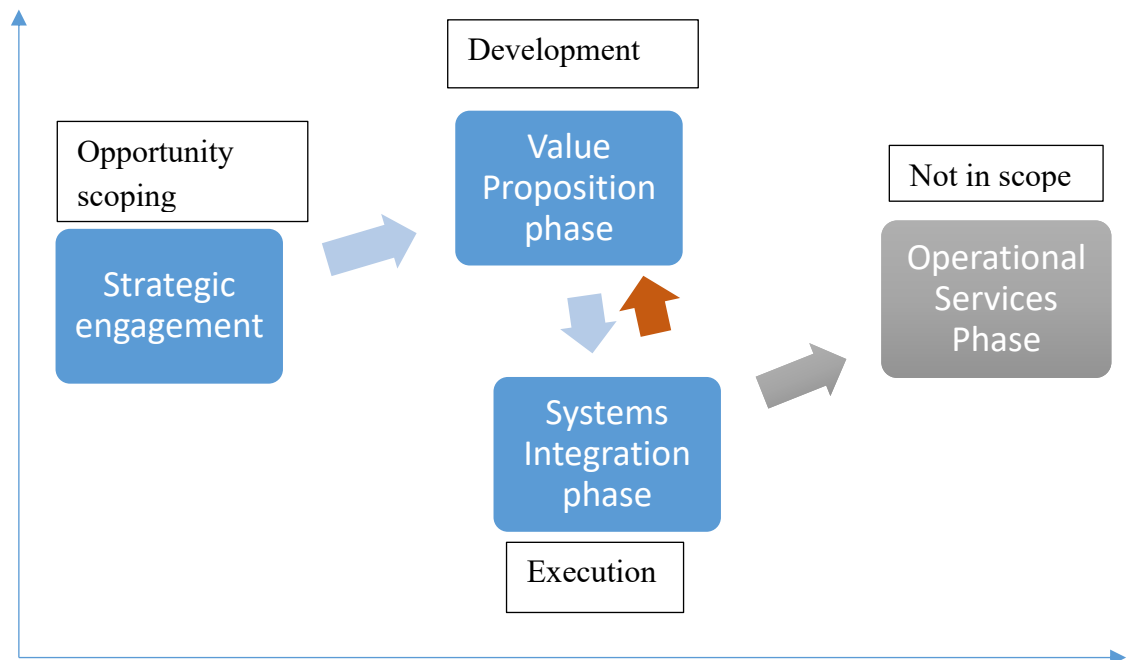 Development
Value
Proposition
phase
Opportunity
scoping
Strategic
engagement
Not in scope
Operational
Services
Phase
Systems
Integration
phase
Execution